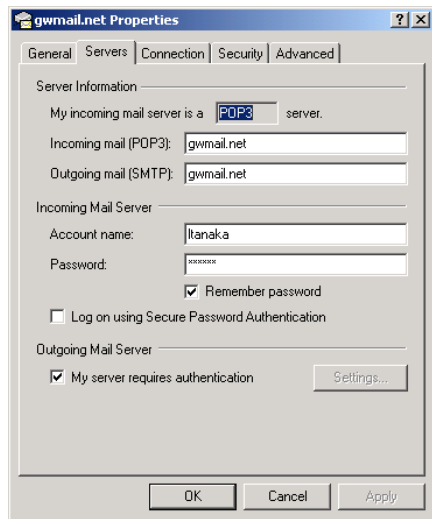 gwmail.net Properties
General Servers Connection Security Advanced
Server Information
My incoming mail server is a POP3 server.
Incoming mail (POP3): gwmail.net
Outgoing mail (SMTP): gwmail.net
Incoming Mail Server
Account name: ltanaka
Password: ******
Remember password
Log on using Secure Password Authentication
Outgoing Mail Server
My server requires authentication Settings...
OK Cancel Apply